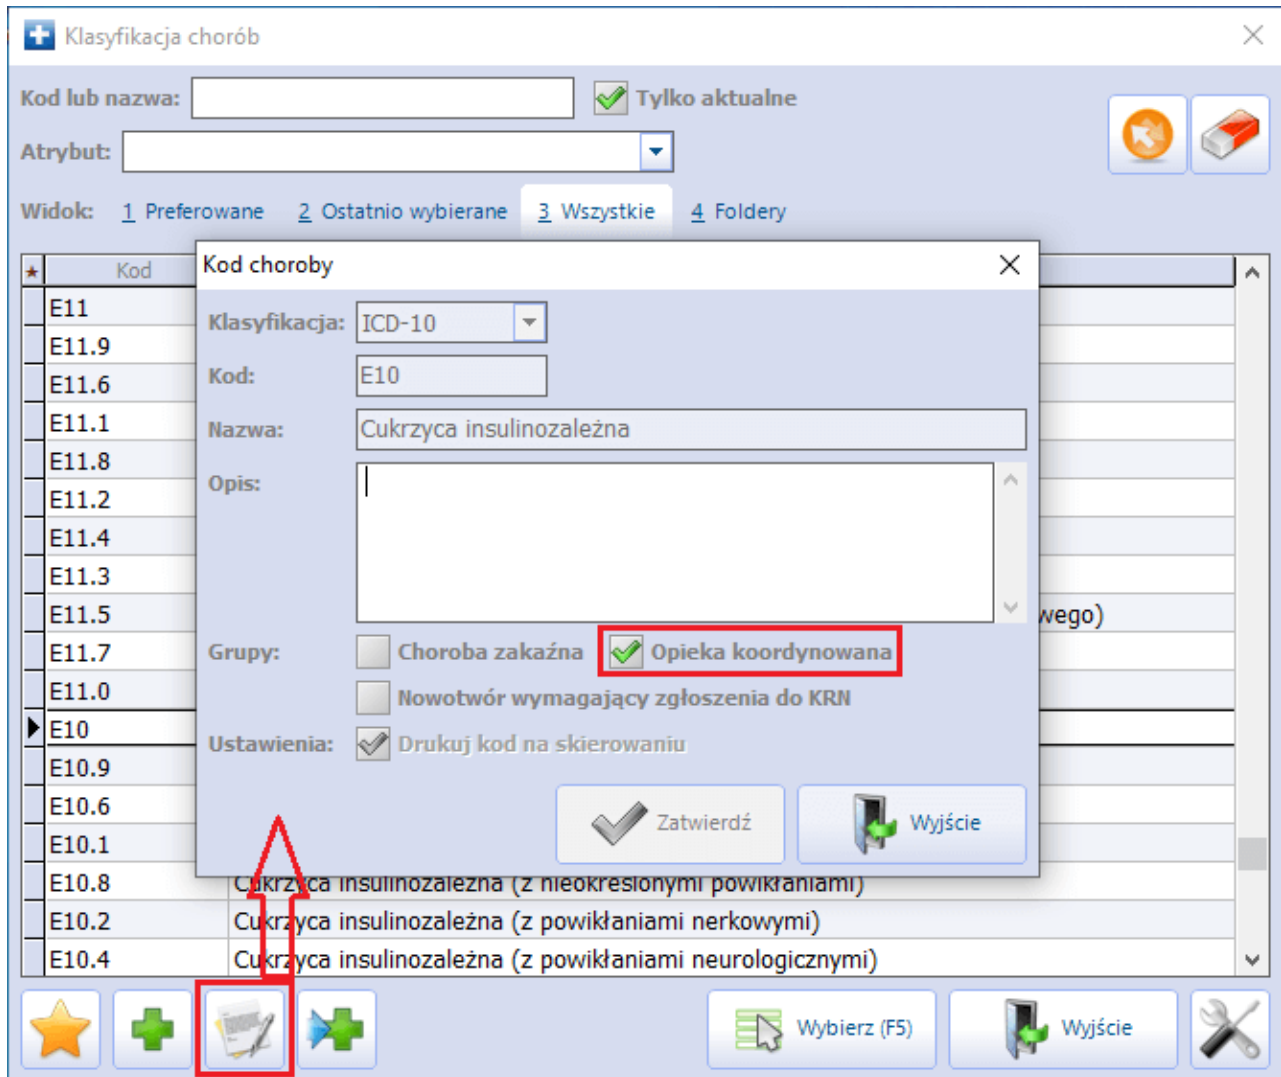 Klasyfikacja chorób
Kod lub nazwa: Tylko aktualne
Atrybut:
Widok: 1 Preferowane 2 Ostatnio wybierane 3 Wszystkie 4 Foldery
Kod
Kod choroby
E11
Klasyfikacja: ICD-10
E11.9
Kod: E10
E11.6
E11.1
Nazwa: Cukrzyca insulinozależna
E11.8
Opis:
E11.2
E11.4
E11.3
E11.5 wego)
E11.7
Grupy: Choroba zakaźna Opieka koordynowana
E11.0
Nowotwór wymagający zgłoszenia do KRN
E10
Ustawienia: Drukuj kod na skierowaniu
E10.9
E10.6
Zatwierdź Wyjście
E10.1
E10.8 Cukrzyca insulinozależna (z nieokreślonymi powikłaniami)
E10.2 Cukrzyca insulinozależna (z powikłaniami nerkowymi)
E10.4 Cukrzyca insulinozależna (z powikłaniami neurologicznymi)
Wybierz (F5) Wyjście